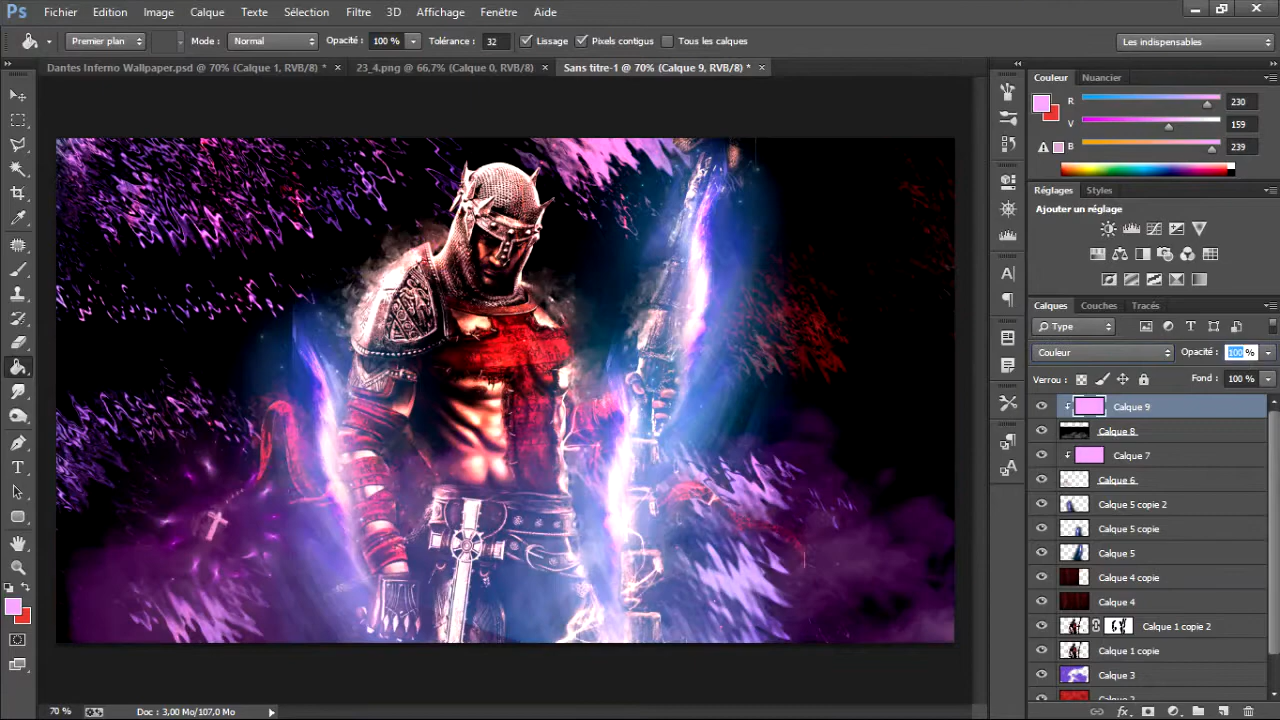 Ps Fichier Edition Image Calque Texte Sélection Filtre 3D Affichage Fenêtre Aide
Premier plan Mode : Normal Opacité : 100 % Tolérance : 32 Lissage Pixels contigus Tous les calques Les indispensables
Dantes Inferno Wallpaper.psd @ 70% (Calque 1, RVB/8) * × 23_4.png @ 66,7% (Calque 0, RVB/8) × Sans titre-1 @ 70% (Calque 9, RVB/8) * ×
Couleur Nuancier
R 230
V 159
B 239
Réglages Styles
Ajouter un réglage
Calques Couches Tracés
Type
Couleur Opacité : 100 %
Verrou : Fond : 100 %
Calque 9
Calque 8
Calque 7
Calque 6
Calque 5 copie 2
Calque 5 copie
Calque 5
Calque 4 copie
Calque 4
Calque 1 copie 2
Calque 1 copie
Calque 3
70 % Doc : 3,00 Mo/107,0 Mo